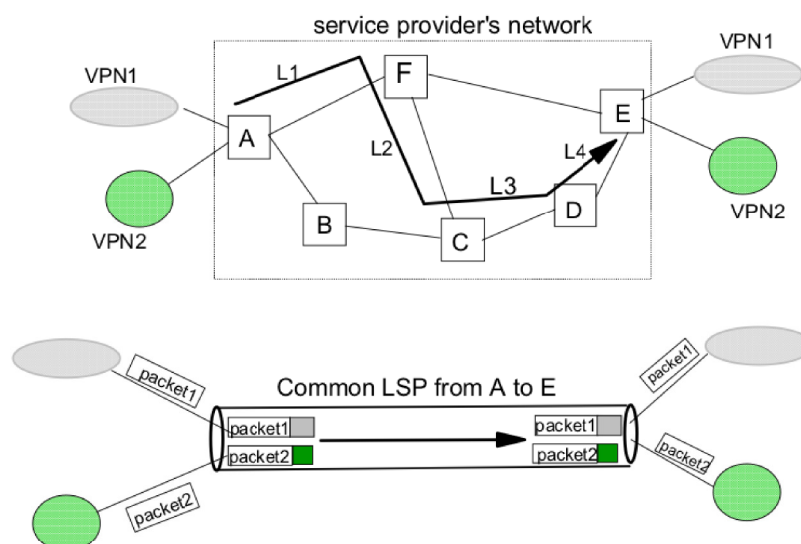 service provider's network
VPN1
VPN1
L1
F
A
E
L2
L4
L3
VPN2
B
C
D
VPN2
packet1
packet1
Common LSP from A to E
packet1
packet1
packet2
packet2
packet2
packet2